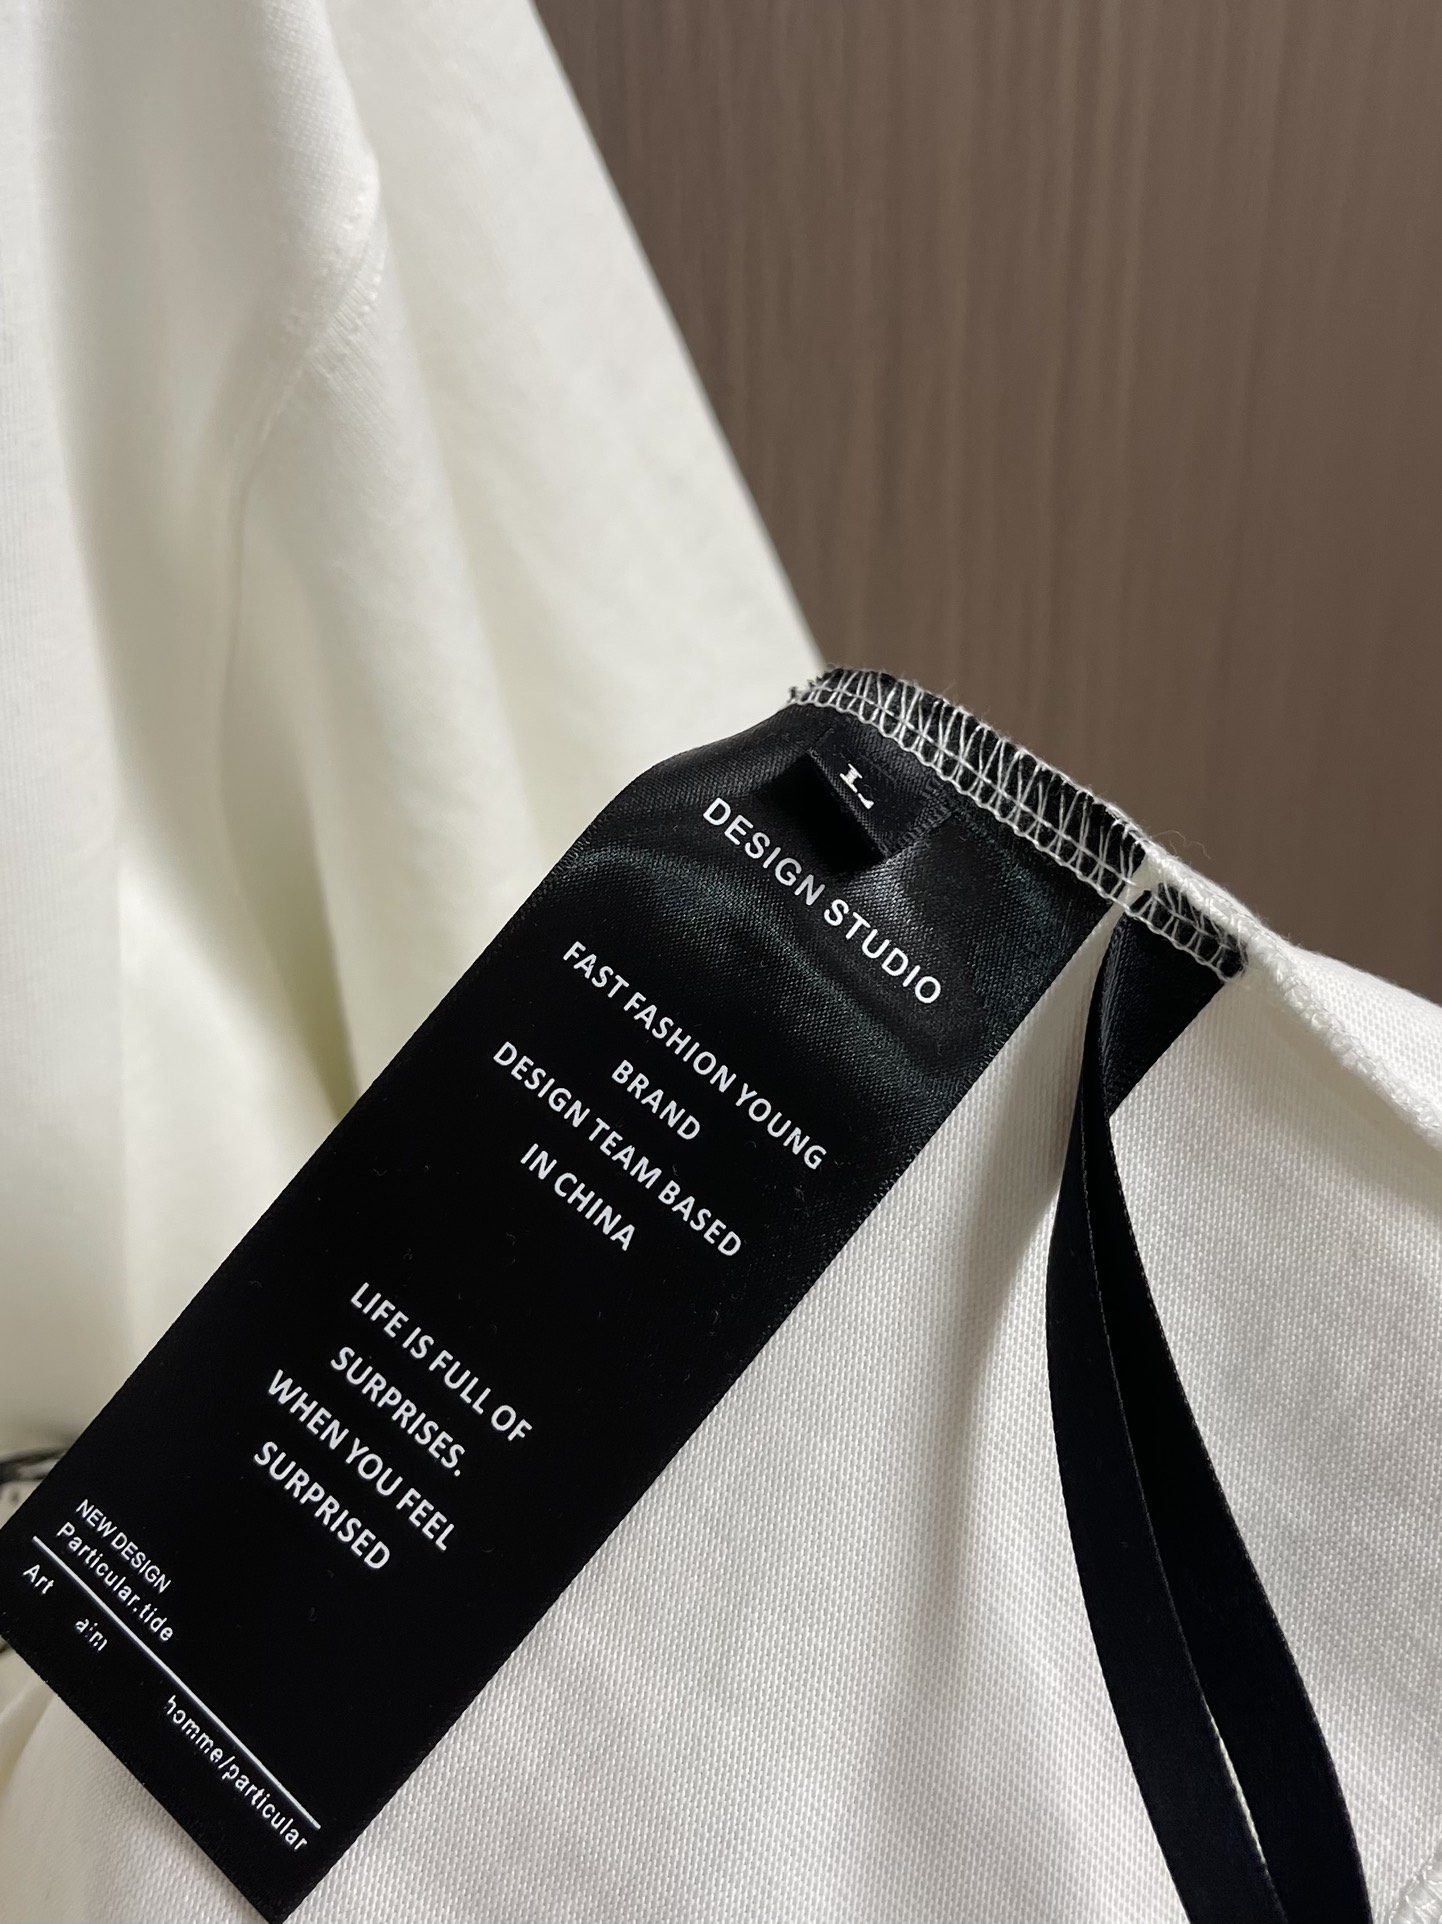 L
DESIGN STUDIO
FAST FASHION YOUNG
BRAND
DESIGN TEAM BASED
IN CHINA
LIFE IS FULL OF
SURPRISES.
WHEN YOU FEEL
SURPRISED
NEW DESIGN
Particular.tide
Art aim homme/particular